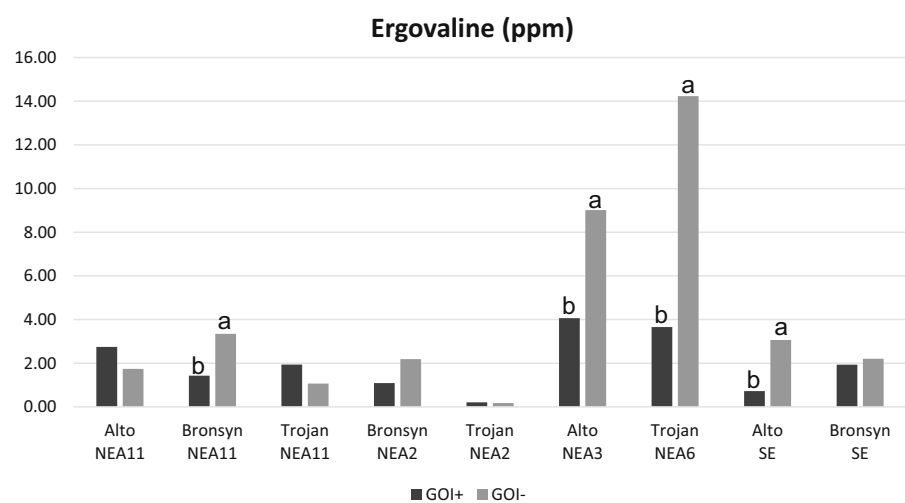 Ergovaline (ppm)
16.00
14.00
12.00
10.00
8.00
6.00
4.00
2.00
0.00
a
b
b
a
b
a
b
a
Alto
NEA11
Bronsyn
NEA11
Trojan
NEA11
Bronsyn
NEA2
Trojan
NEA2
Alto
NEA3
Trojan
NEA6
Alto
SE
Bronsyn
SE
GOI+ GOI-